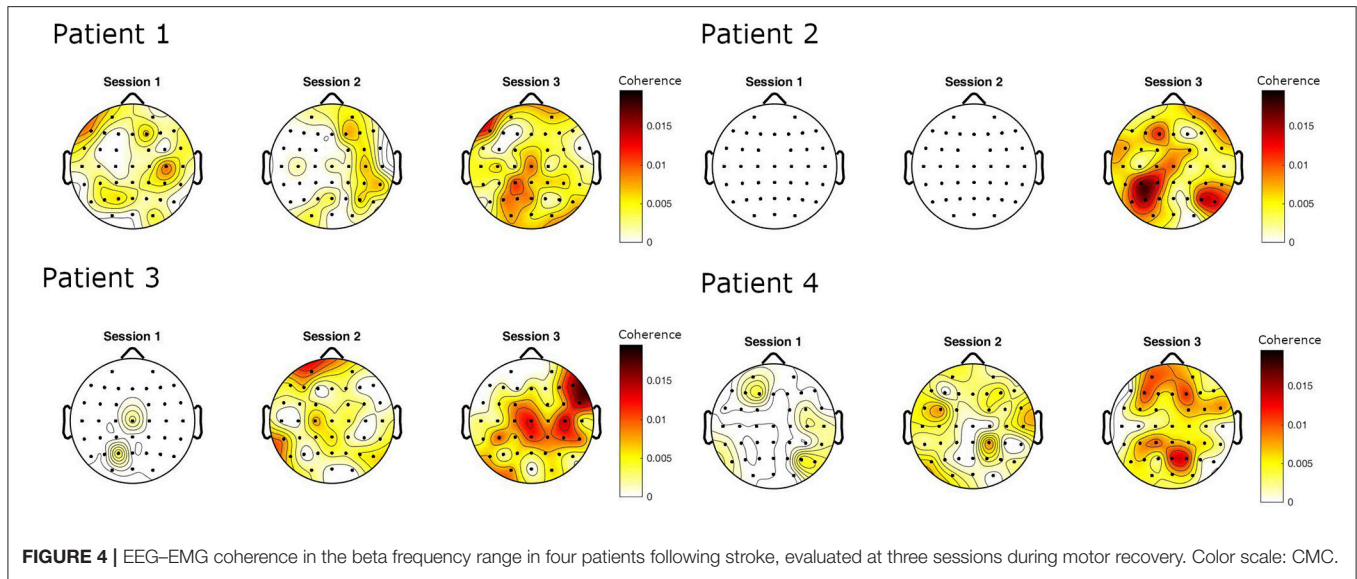 Patient 1
Patient 2
Session 1
Session 2
Session 3
Coherence
0.015
0.01
0.005
0
Session 1
Session 2
Session 3
Coherence
0.015
0.01
0.005
0
Patient 3
Patient 4
Session 1
Session 2
Session 3
Coherence
0.015
0.01
0.005
0
Session 1
Session 2
Session 3
Coherence
0.015
0.01
0.005
0
FIGURE 4 | EEG–EMG coherence in the beta frequency range in four patients following stroke, evaluated at three sessions during motor recovery. Color scale: CMC.